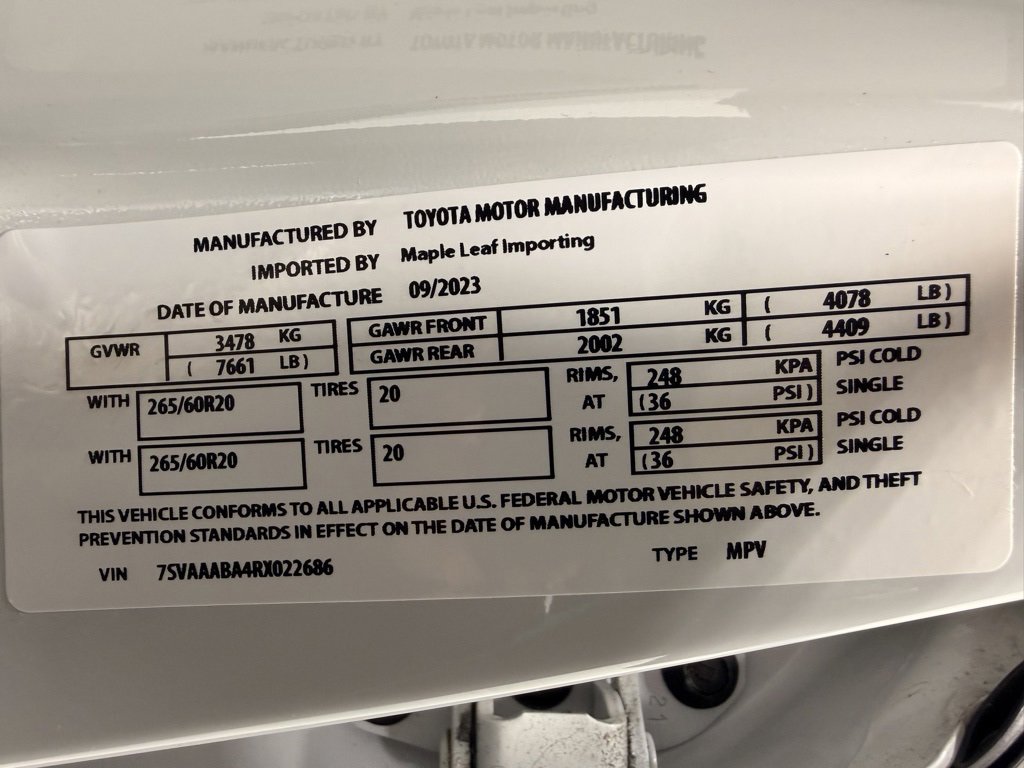 MANUFACTURED BY TOYOTA MOTOR MANUFACTURING
IMPORTED BY Maple Leaf Importing
DATE OF MANUFACTURE 09/2023
GVWR 3478 KG GAWR FRONT 1851 KG ( 4078 LB )
( 7661 LB ) GAWR REAR 2002 KG ( 4409 LB )
WITH 265/60R20 TIRES 20 RIMS, 248 KPA PSI COLD
AT (36 PSI ) SINGLE
WITH 265/60R20 TIRES 20 RIMS, 248 KPA PSI COLD
AT (36 PSI ) SINGLE
THIS VEHICLE CONFORMS TO ALL APPLICABLE U.S. FEDERAL MOTOR VEHICLE SAFETY, AND THEFT
PREVENTION STANDARDS IN EFFECT ON THE DATE OF MANUFACTURE SHOWN ABOVE.
VIN 7SVAAABA4RX022686 TYPE MPV
21